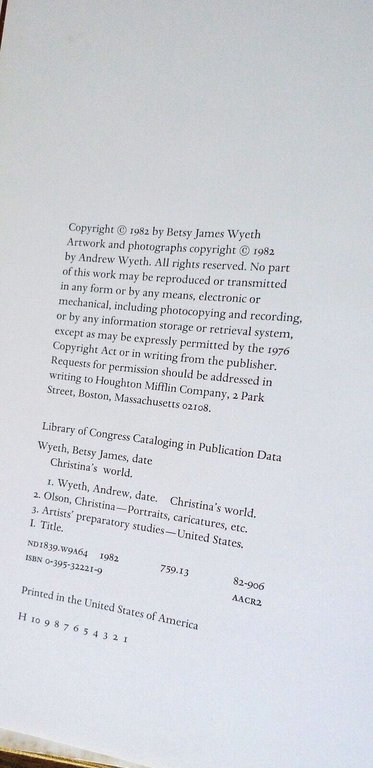 Copyright © 1982 by Betsy James Wyeth
Artwork and photographs copyright © 1982
by Andrew Wyeth. All rights reserved. No part
of this work may be reproduced or transmitted
in any form or by any means, electronic or
mechanical, including photocopying and recording,
or by any information storage or retrieval system,
except as may be expressly permitted by the 1976
Copyright Act or in writing from the publisher.
Requests for permission should be addressed in
writing to Houghton Mifflin Company, 2 Park
Street, Boston, Massachusetts 02108.
Library of Congress Cataloging in Publication Data
Wyeth, Betsy James, date
Christina's world.
1. Wyeth, Andrew, date. Christina's world.
2. Olson, Christina—Portraits, caricatures, etc.
3. Artists' preparatory studies—United States.
I. Title.
ND1839.W9A64 1982 759.13 82-906
ISBN 0-395-32221-9 AACR2
Printed in the United States of America
H 10 9 8 7 6 5 4 3 2 1